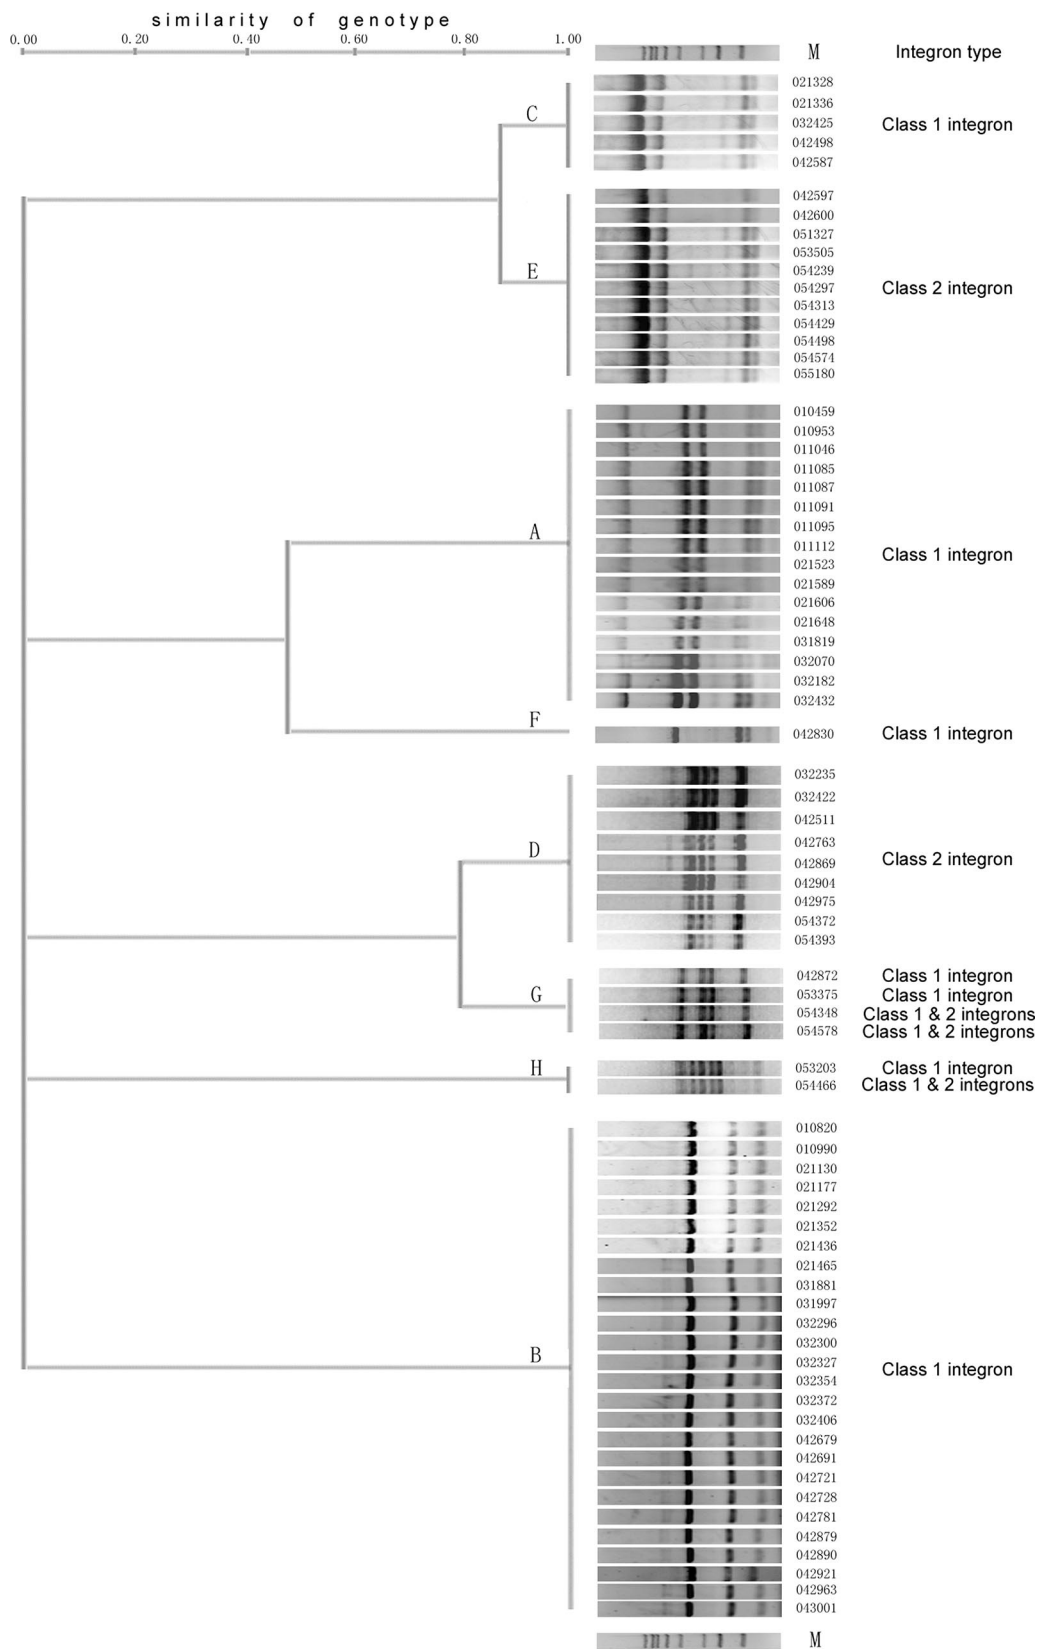 similarity of genotype
0.00 0.20 0.40 0.60 0.80 1.00
M Integron type
021328
021336
C
032425 Class 1 integron
042498
042587
042597
042600
051327
053505
E 054239
054297 Class 2 integron
054313
054429
054498
054574
055180
010459
010953
011046
011085
011087
011091
011095
A
011112 Class 1 integron
021523
021589
021606
021648
031819
032070
032182
032432
F
042830 Class 1 integron
032235
032422
042511
042763
D
042869 Class 2 integron
042904
042975
054372
054393
042872 Class 1 integron
G 053375 Class 1 integron
054348 Class 1 & 2 integrons
054578 Class 1 & 2 integrons
H 053203 Class 1 integron
054466 Class 1 & 2 integrons
010820
010990
021130
021177
021292
021352
021436
021465
031881
031997
032296
032300
B
032327 Class 1 integron
032354
032372
032406
042679
042691
042721
042728
042781
042879
042890
042921
042963
043001
M